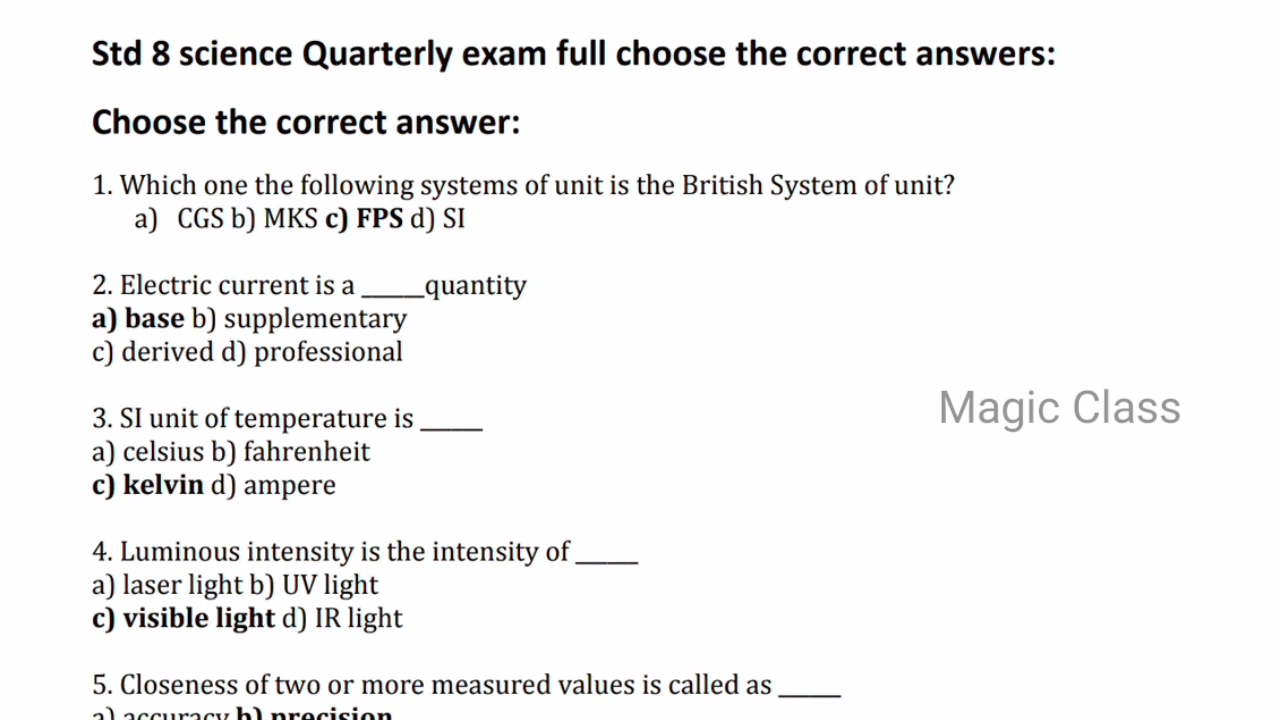 Std 8 science Quarterly exam full choose the correct answers:
Choose the correct answer:
1. Which one the following systems of unit is the British System of unit?
a) CGS b) MKS c) FPS d) SI
2. Electric current is a _____quantity
a) base b) supplementary
c) derived d) professional
3. SI unit of temperature is _____
a) celsius b) fahrenheit
c) kelvin d) ampere
Magic Class
4. Luminous intensity is the intensity of _____
a) laser light b) UV light
c) visible light d) IR light
5. Closeness of two or more measured values is called as _____
a) accuracy b) precision